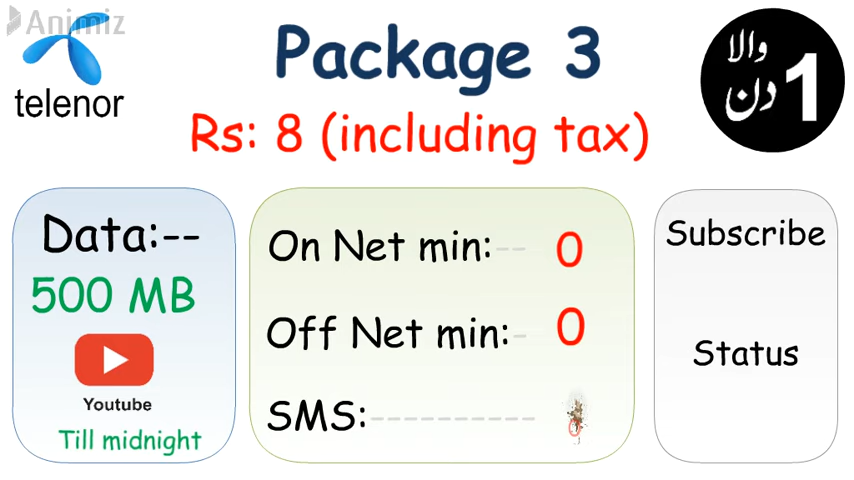 Animiz
telenor
Package 3
Rs: 8 (including tax)
والا
دن 1
Data:--
500 MB
Youtube
Till midnight
On Net min:-- 0
Off Net min:- 0
SMS:----------
Subscribe
Status